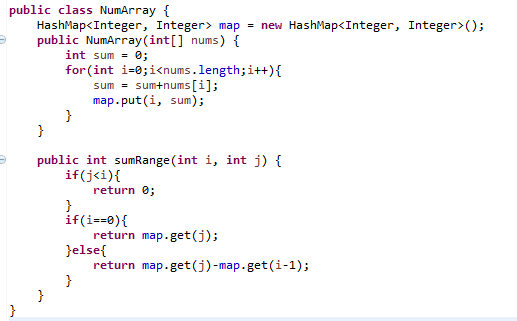 public class NumArray {
    HashMap<Integer, Integer> map = new HashMap<Integer, Integer>();
    public NumArray(int[] nums) {
        int sum = 0;
        for(int i=0;i<nums.length;i++){
            sum = sum+nums[i];
            map.put(i, sum);
        }
    }

    public int sumRange(int i, int j) {
        if(j<i){
            return 0;
        }
        if(i==0){
            return map.get(j);
        }else{
            return map.get(j)-map.get(i-1);
        }
    }
}